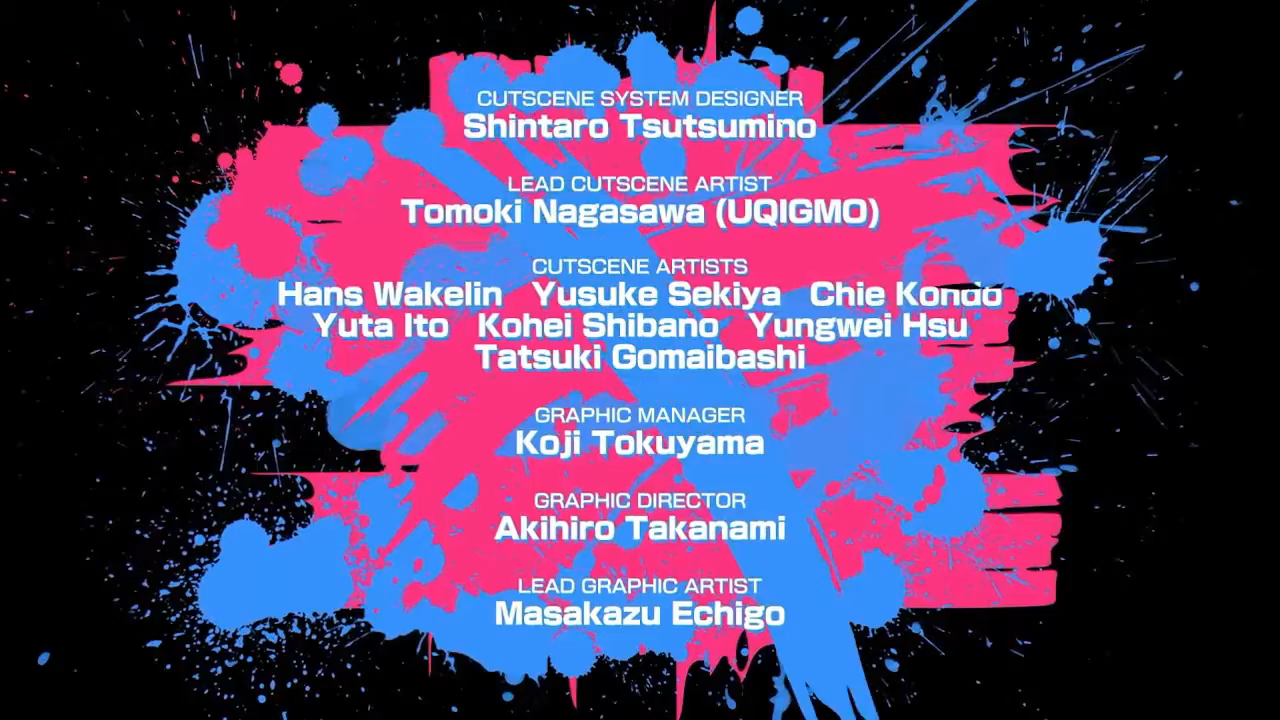 CUTSCENE SYSTEM DESIGNER
Shintaro Tsutsumino
LEAD CUTSCENE ARTIST
Tomoki Nagasawa (UQIGMO)
CUTSCENE ARTISTS
Hans Wakelin Yusuke Sekiya Chie Kondo
Yuta Ito Kohei Shibano Yungwei Hsu
Tatsuki Gomaibashi
GRAPHIC MANAGER
Koji Tokuyama
GRAPHIC DIRECTOR
Akihiro Takanami
LEAD GRAPHIC ARTIST
Masakazu Echigo